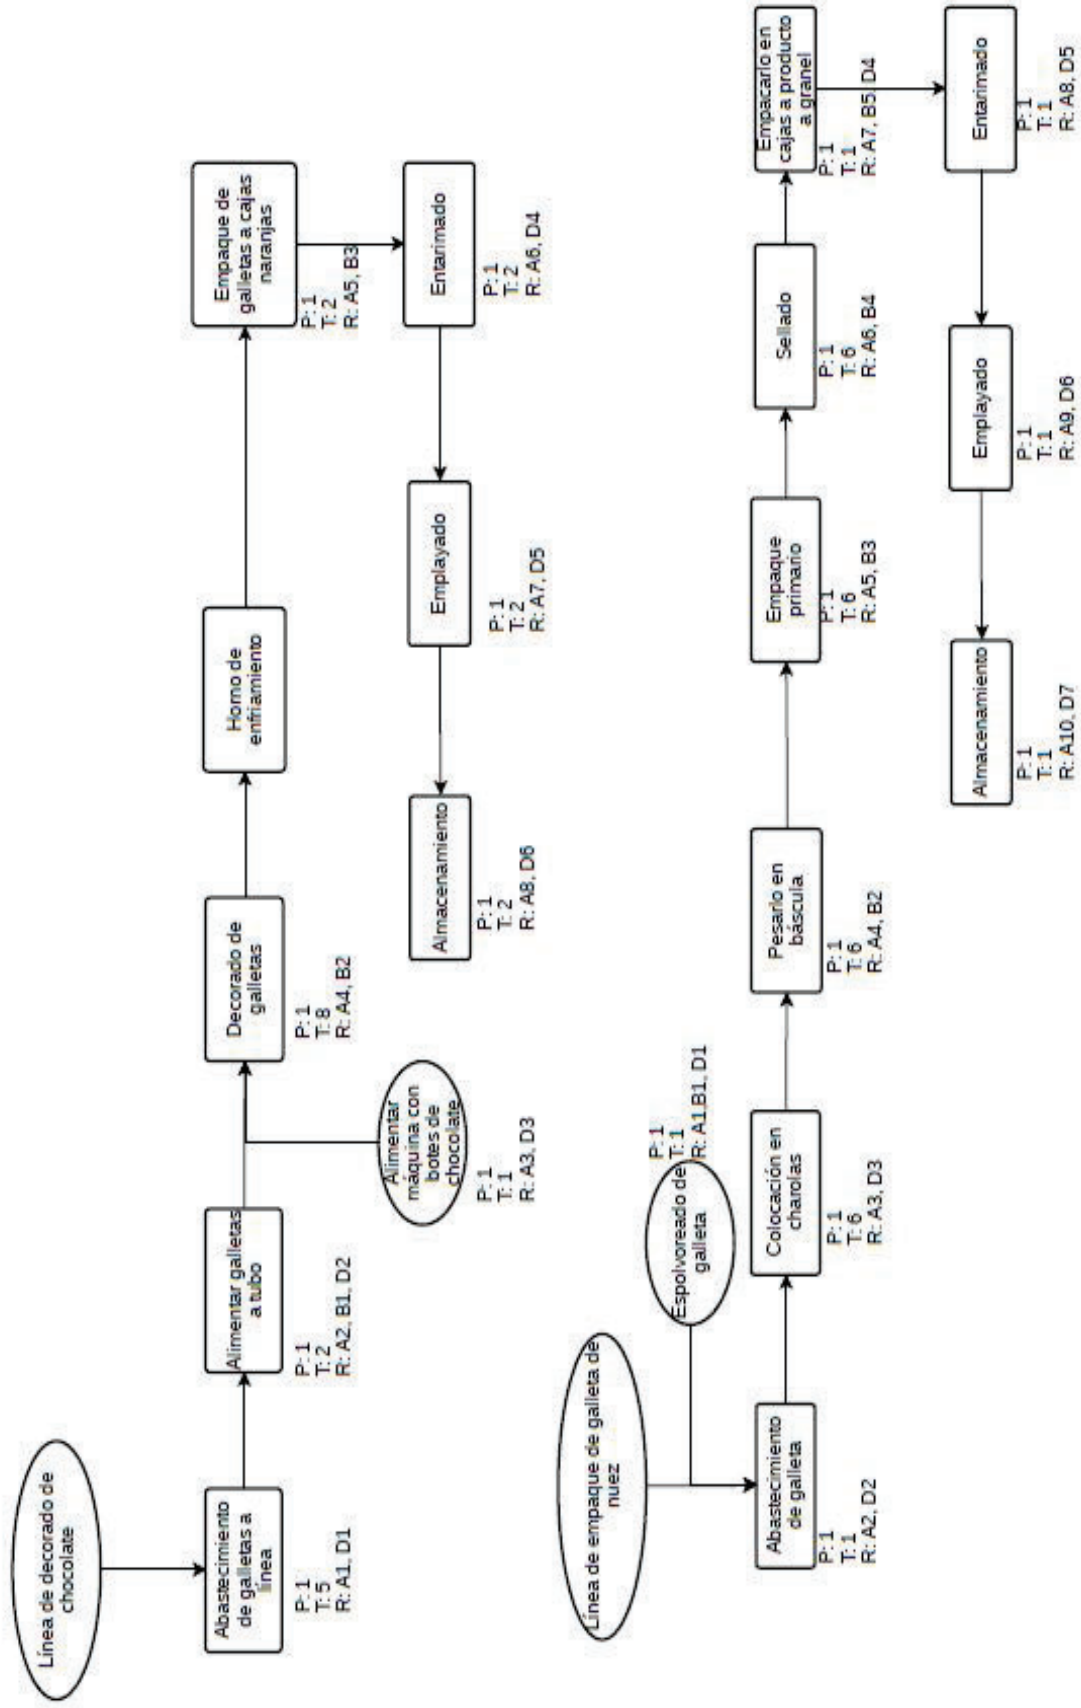 Línea de decorado de
chocolate
Abastecimiento
de galletas a
línea
P: 1
T: 5
R: A1, D1
Alimentar galletas
a tubo
P: 1
T: 2
R: A2, B1, D2
Alimentar
máquina con
botes de
chocolate
P: 1
T: 1
R: A3, D3
Decorado de
galletas
P: 1
T: 8
R: A4, B2
Horno de
enfriamiento
Empaque de
galletas a cajas
naranjas
P: 1
T: 2
R: A5, B3
Entarimado
P: 1
T: 2
R: A6, D4
Emplayado
P: 1
T: 2
R: A7, D5
Almacenamiento
P: 1
T: 2
R: A8, D6
Línea de empaque de galleta de
nuez
Espolvoreado de
galleta
P: 1
T: 1
R: A1,B1, D1
Abastecimiento
de galleta
P: 1
T: 1
R: A2, D2
Colocación en
charolas
P: 1
T: 6
R: A3, D3
Pesarlo en
báscula
P: 1
T: 6
R: A4, B2
Empaque
primario
P: 1
T: 6
R: A5, B3
Sellado
P: 1
T: 6
R: A6, B4
Empacarlo en
cajas a producto
a granel
P: 1
T: 1
R: A7, B5, D4
Entarimado
P: 1
T: 1
R: A8, D5
Emplayado
P: 1
T: 1
R: A9, D6
Almacenamiento
P: 1
T: 1
R: A10, D7